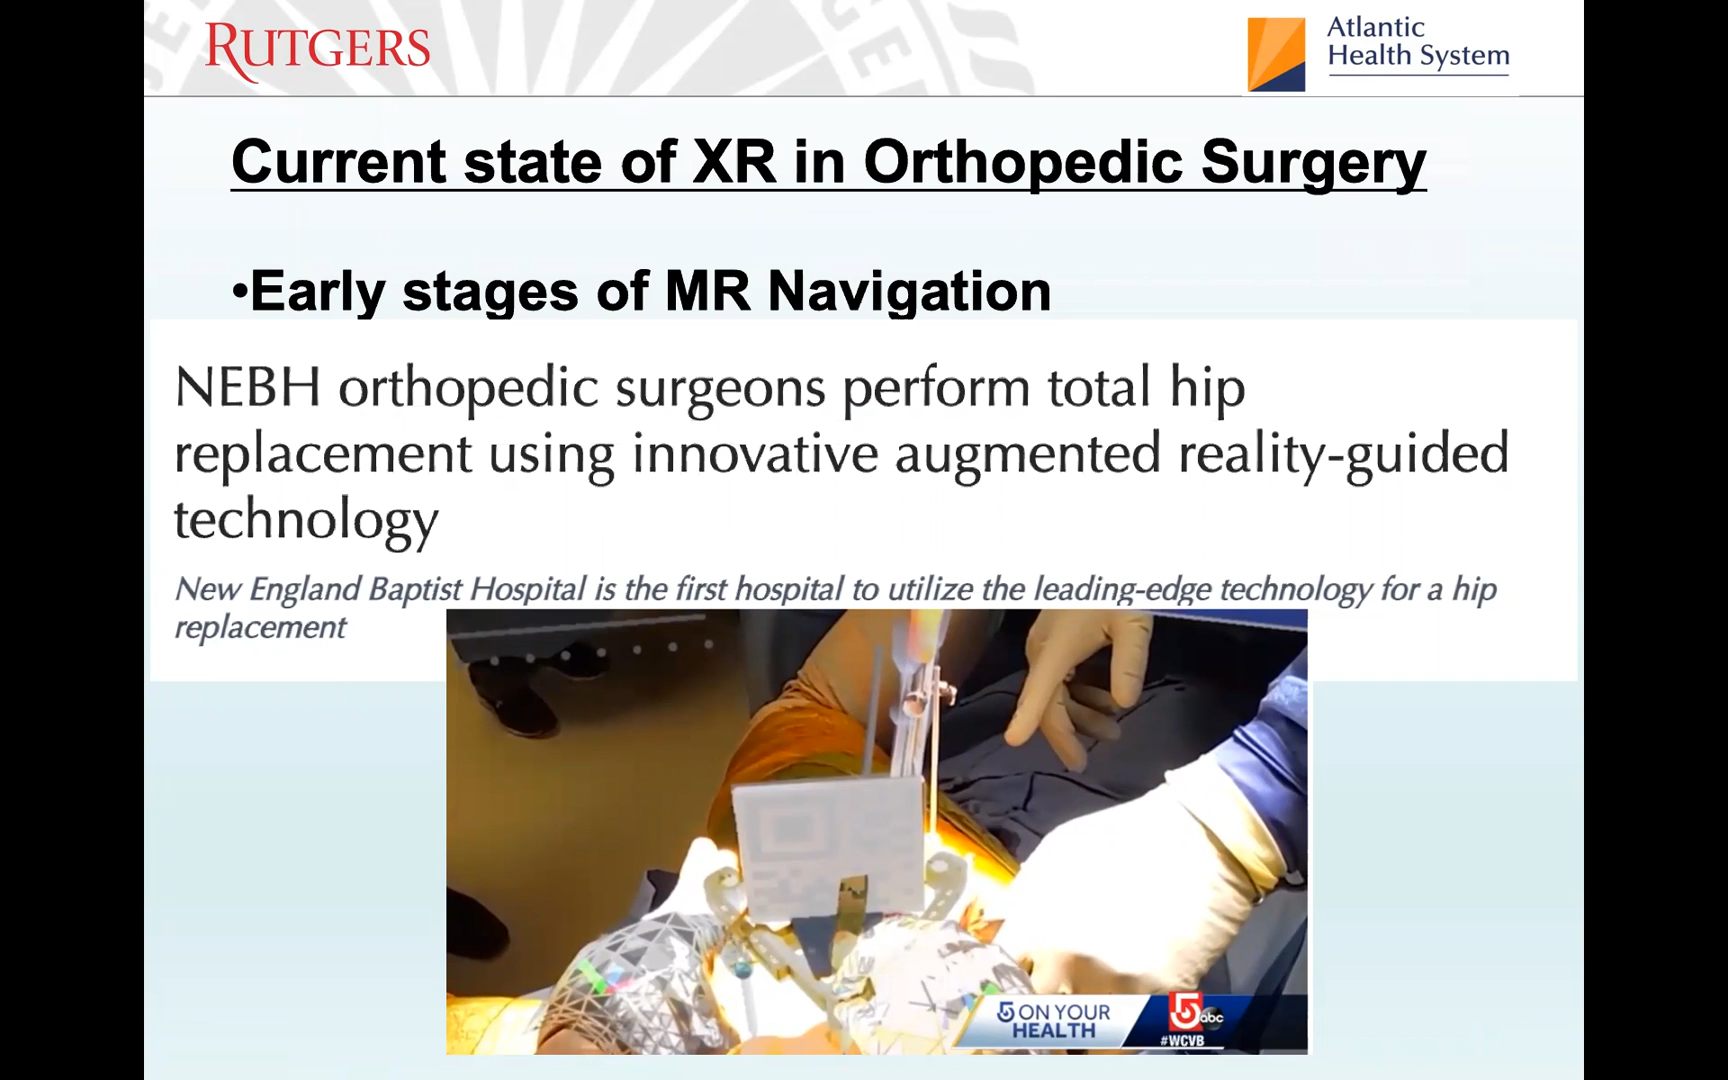 RUTGERS
Atlantic
Health System
Current state of XR in Orthopedic Surgery
•Early stages of MR Navigation
NEBH orthopedic surgeons perform total hip
replacement using innovative augmented reality-guided
technology
New England Baptist Hospital is the first hospital to utilize the leading-edge technology for a hip
replacement
5 ON YOUR
HEALTH
5 abc
#WCVB